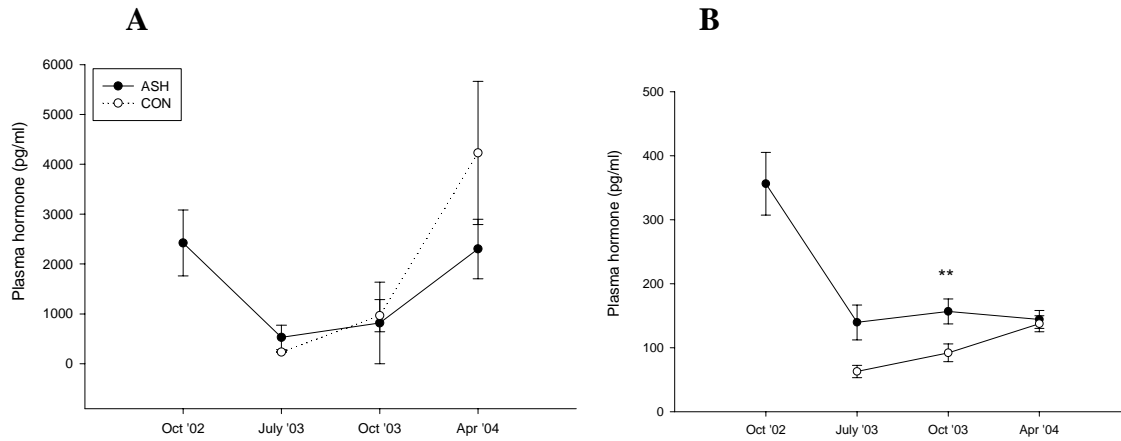 A
Plasma hormone (pg/ml)
6000
5000
4000
3000
2000
1000
0
ASH
CON
Oct '02
July '03
Oct '03
Apr '04
B
Plasma hormone (pg/ml)
500
400
300
200
100
0
**
Oct '02
July '03
Oct '03
Apr '04